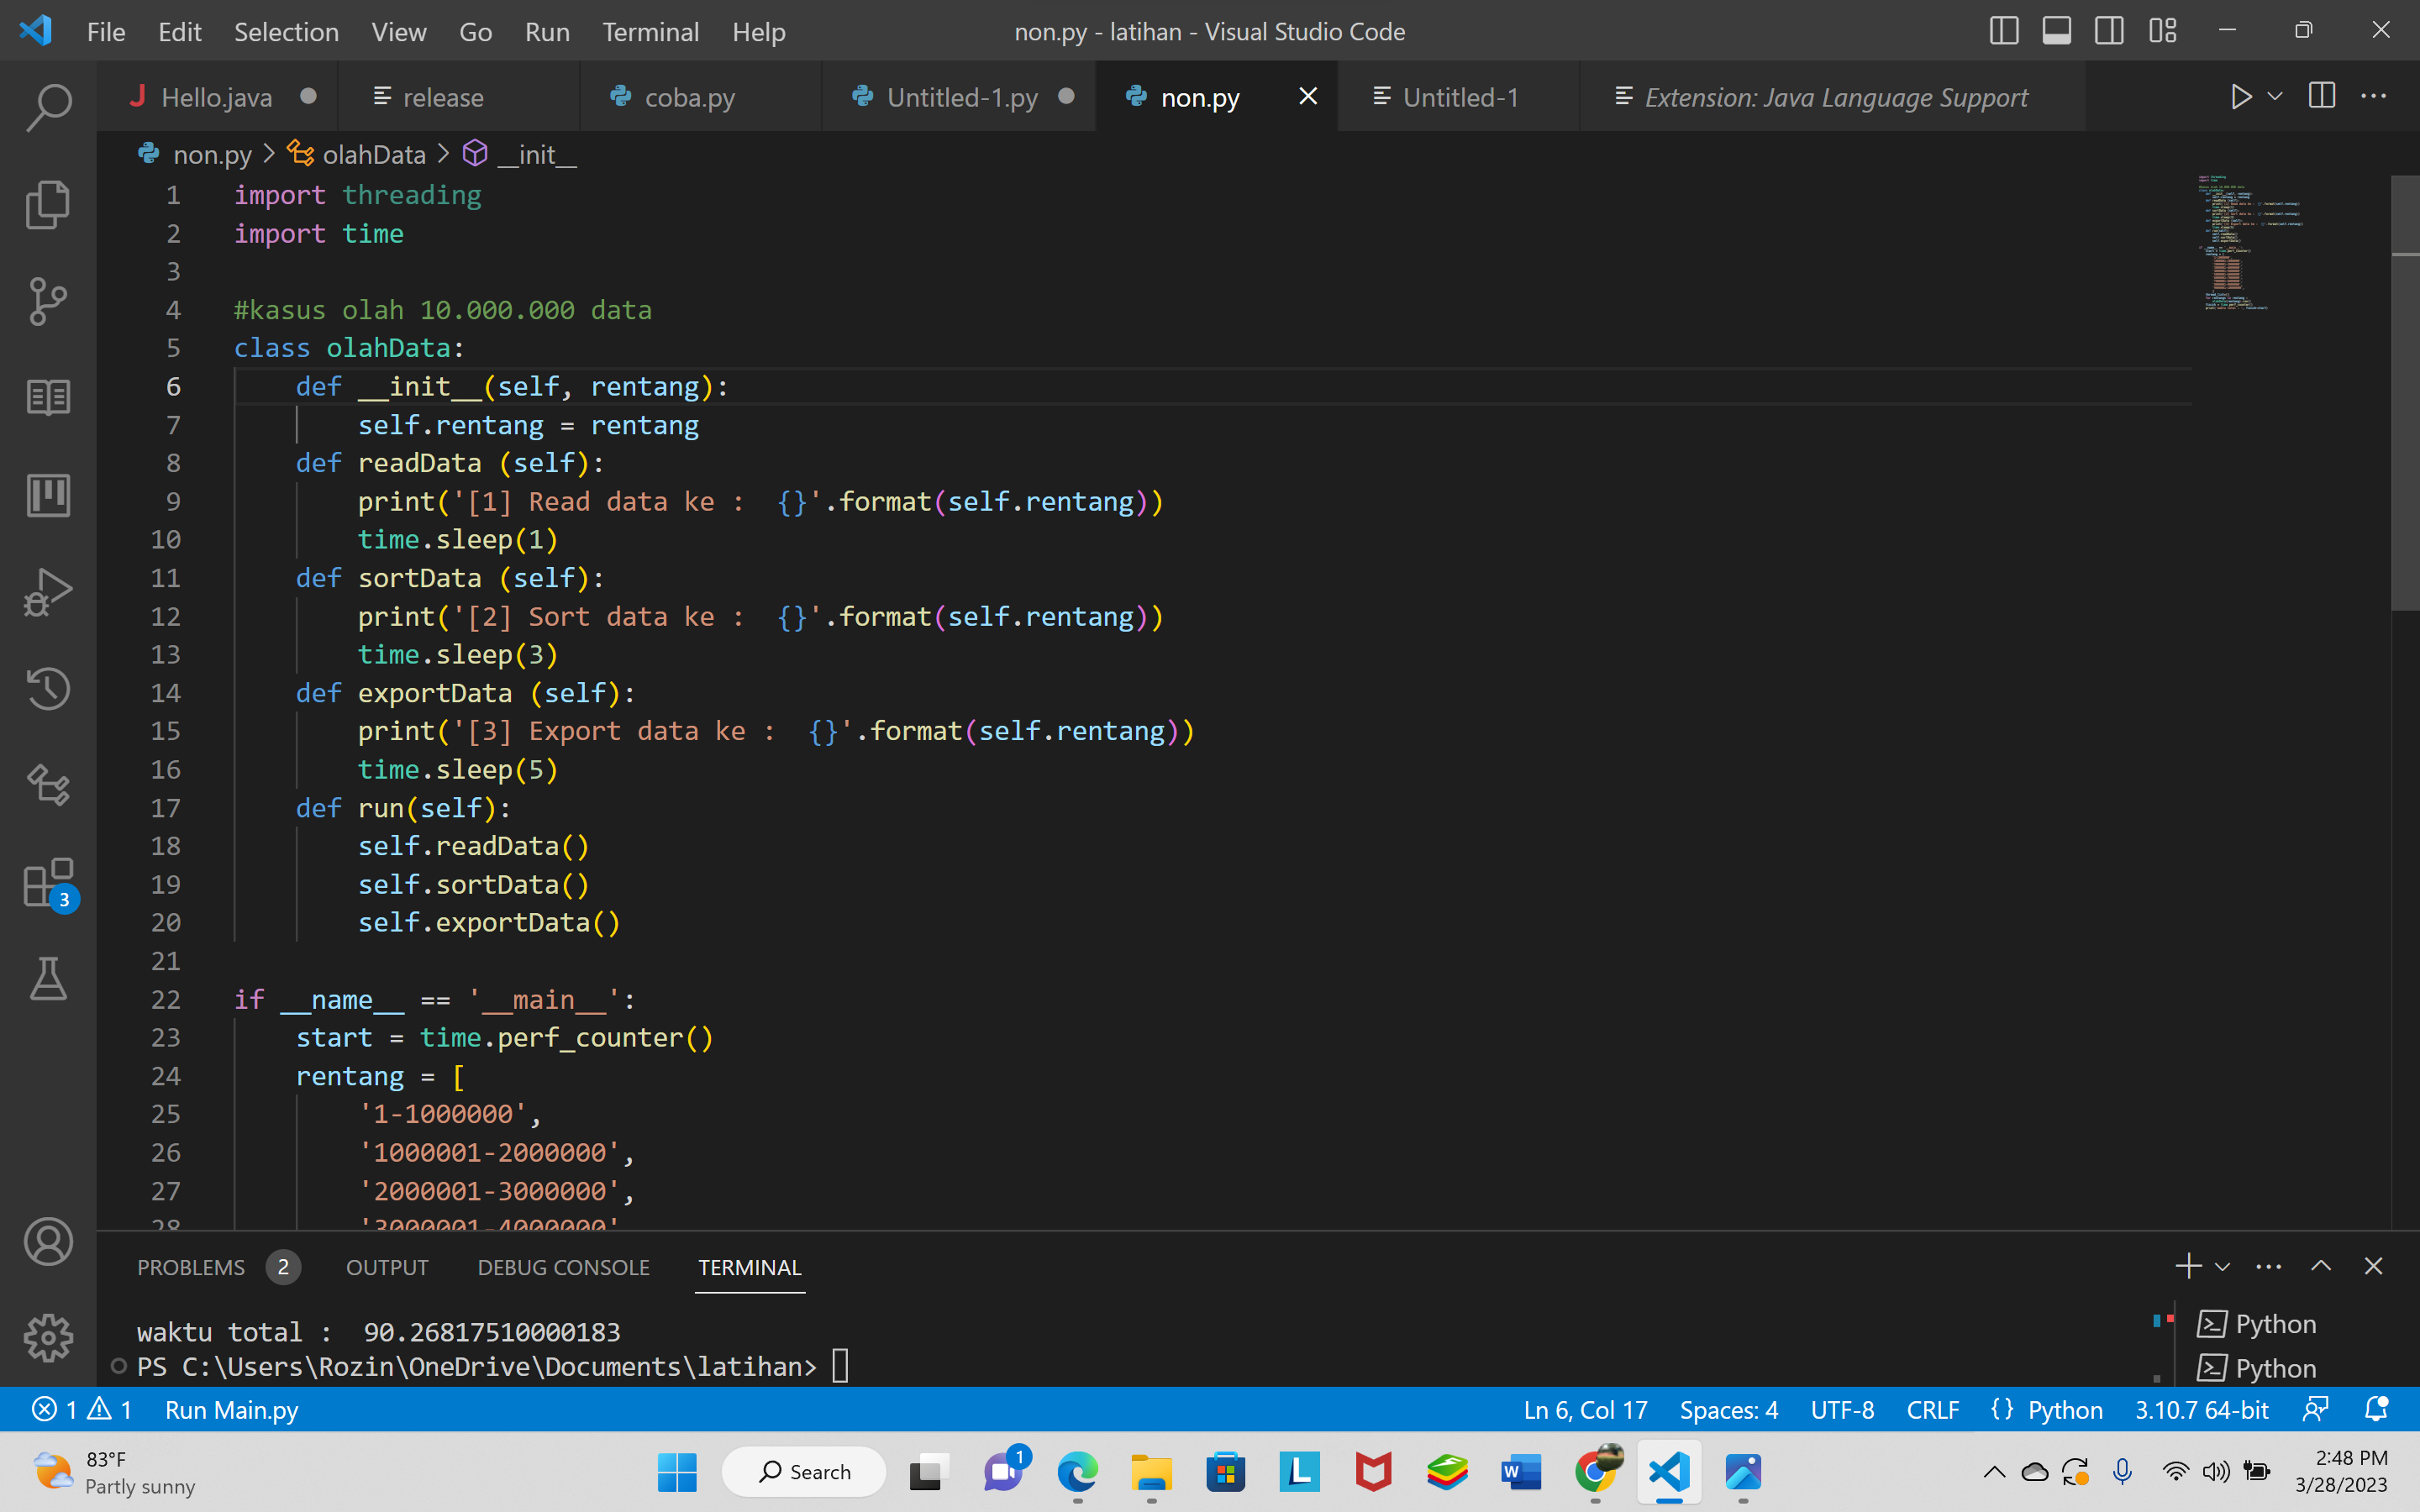 File Edit Selection View Go Run Terminal Help non.py - latihan - Visual Studio Code
Hello.java release coba.py Untitled-1.py non.py Untitled-1 Extension: Java Language Support
non.py > olahData > __init__
1 import threading
2 import time
3
4 #kasus olah 10.000.000 data
5 class olahData:
6 def __init__(self, rentang):
7 self.rentang = rentang
8 def readData (self):
9 print('[1] Read data ke :  {}'.format(self.rentang))
10 time.sleep(1)
11 def sortData (self):
12 print('[2] Sort data ke :  {}'.format(self.rentang))
13 time.sleep(3)
14 def exportData (self):
15 print('[3] Export data ke :  {}'.format(self.rentang))
16 time.sleep(5)
17 def run(self):
18 self.readData()
19 self.sortData()
20 self.exportData()
21
22 if __name__ == '__main__':
23 start = time.perf_counter()
24 rentang = [
25 '1-1000000',
26 '1000001-2000000',
27 '2000001-3000000',
28 '3000001-4000000'
PROBLEMS 2 OUTPUT DEBUG CONSOLE TERMINAL
waktu total :  90.26817510000183
PS C:\Users\Rozin\OneDrive\Documents\latihan>
Python
Python
3
1 1 Run Main.py Ln 6, Col 17 Spaces: 4 UTF-8 CRLF {} Python 3.10.7 64-bit
83°F
Partly sunny
Search
1
2:48 PM
3/28/2023